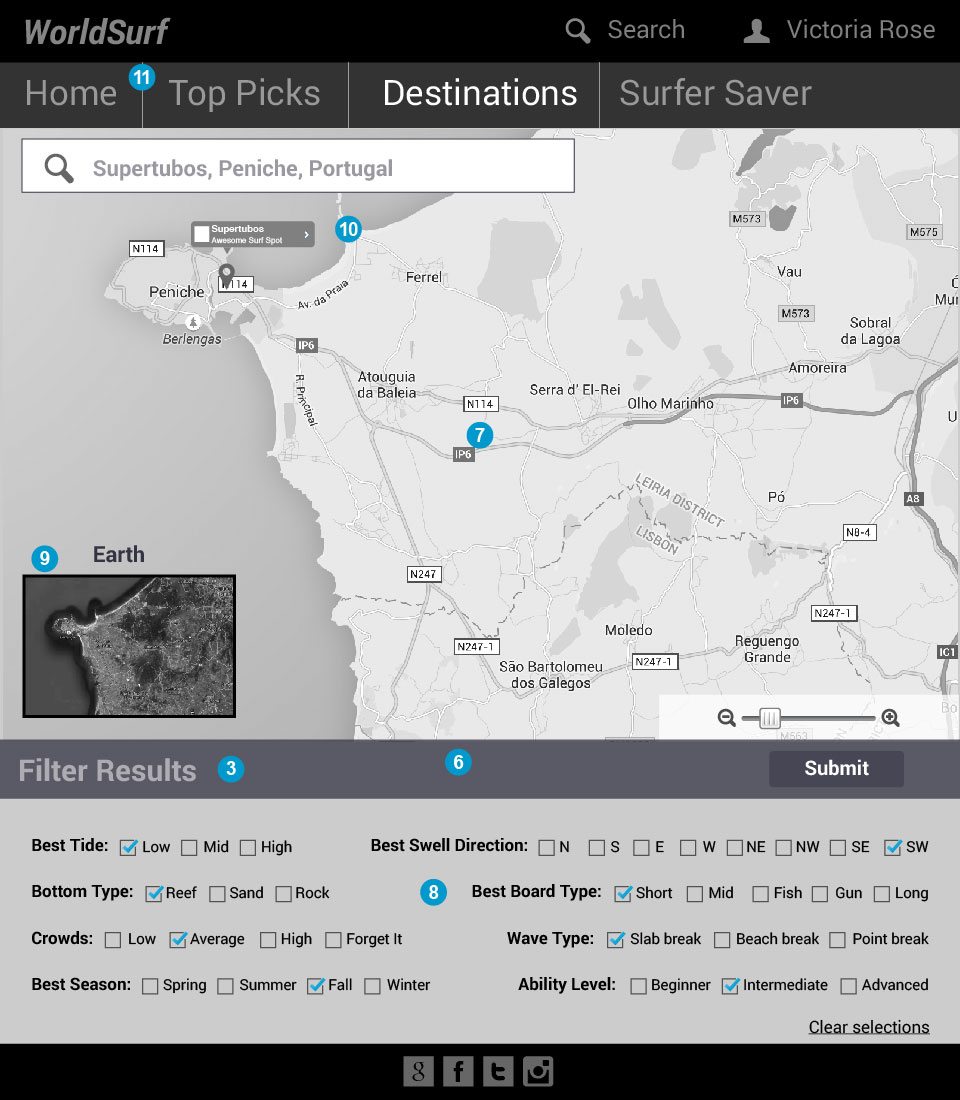 WorldSurf Search Victoria Rose
Home 11 Top Picks Destinations Surfer Saver
Supertubos, Peniche, Portugal
M573
M575
Supertubos
Awesome Surf Spot
10
N114
Vau
Ferrel
114
Peniche
Av. da Praia
M573
Sobral
da Lagoa
Berlengas
IP6
Amoreira
Atouguia
da Baleia
R. Principal
Serra d' El-Rei
N114
Olho Marinho
IP6
7
IP6
LEIRIA DISTRICT
LISBON
Pó
A8
N8-4
9 Earth
N247
N247-1
Moledo
N247-1
Reguengo
Grande
IC1
São Bartolomeu
dos Galegos
N247-1
Bo
M563
Filter Results 3 6 Submit
Best Tide: Low Mid High Best Swell Direction: N S E W NE NW SE SW
Bottom Type: Reef Sand Rock 8 Best Board Type: Short Mid Fish Gun Long
Crowds: Low Average High Forget It Wave Type: Slab break Beach break Point break
Best Season: Spring Summer Fall Winter Ability Level: Beginner Intermediate Advanced
Clear selections